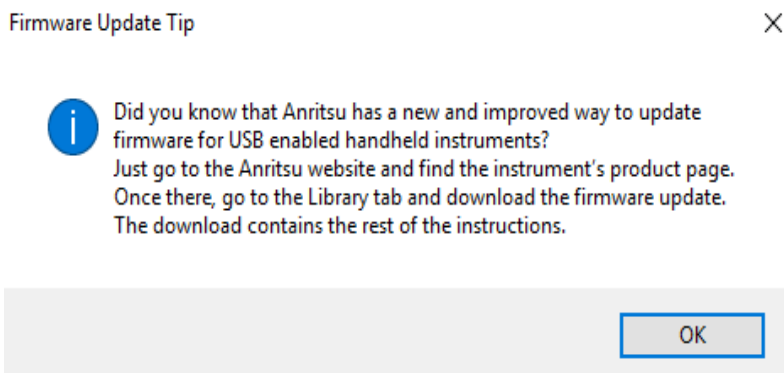 Firmware Update Tip
Did you know that Anritsu has a new and improved way to update
firmware for USB enabled handheld instruments?
Just go to the Anritsu website and find the instrument's product page.
Once there, go to the Library tab and download the firmware update.
The download contains the rest of the instructions.
OK